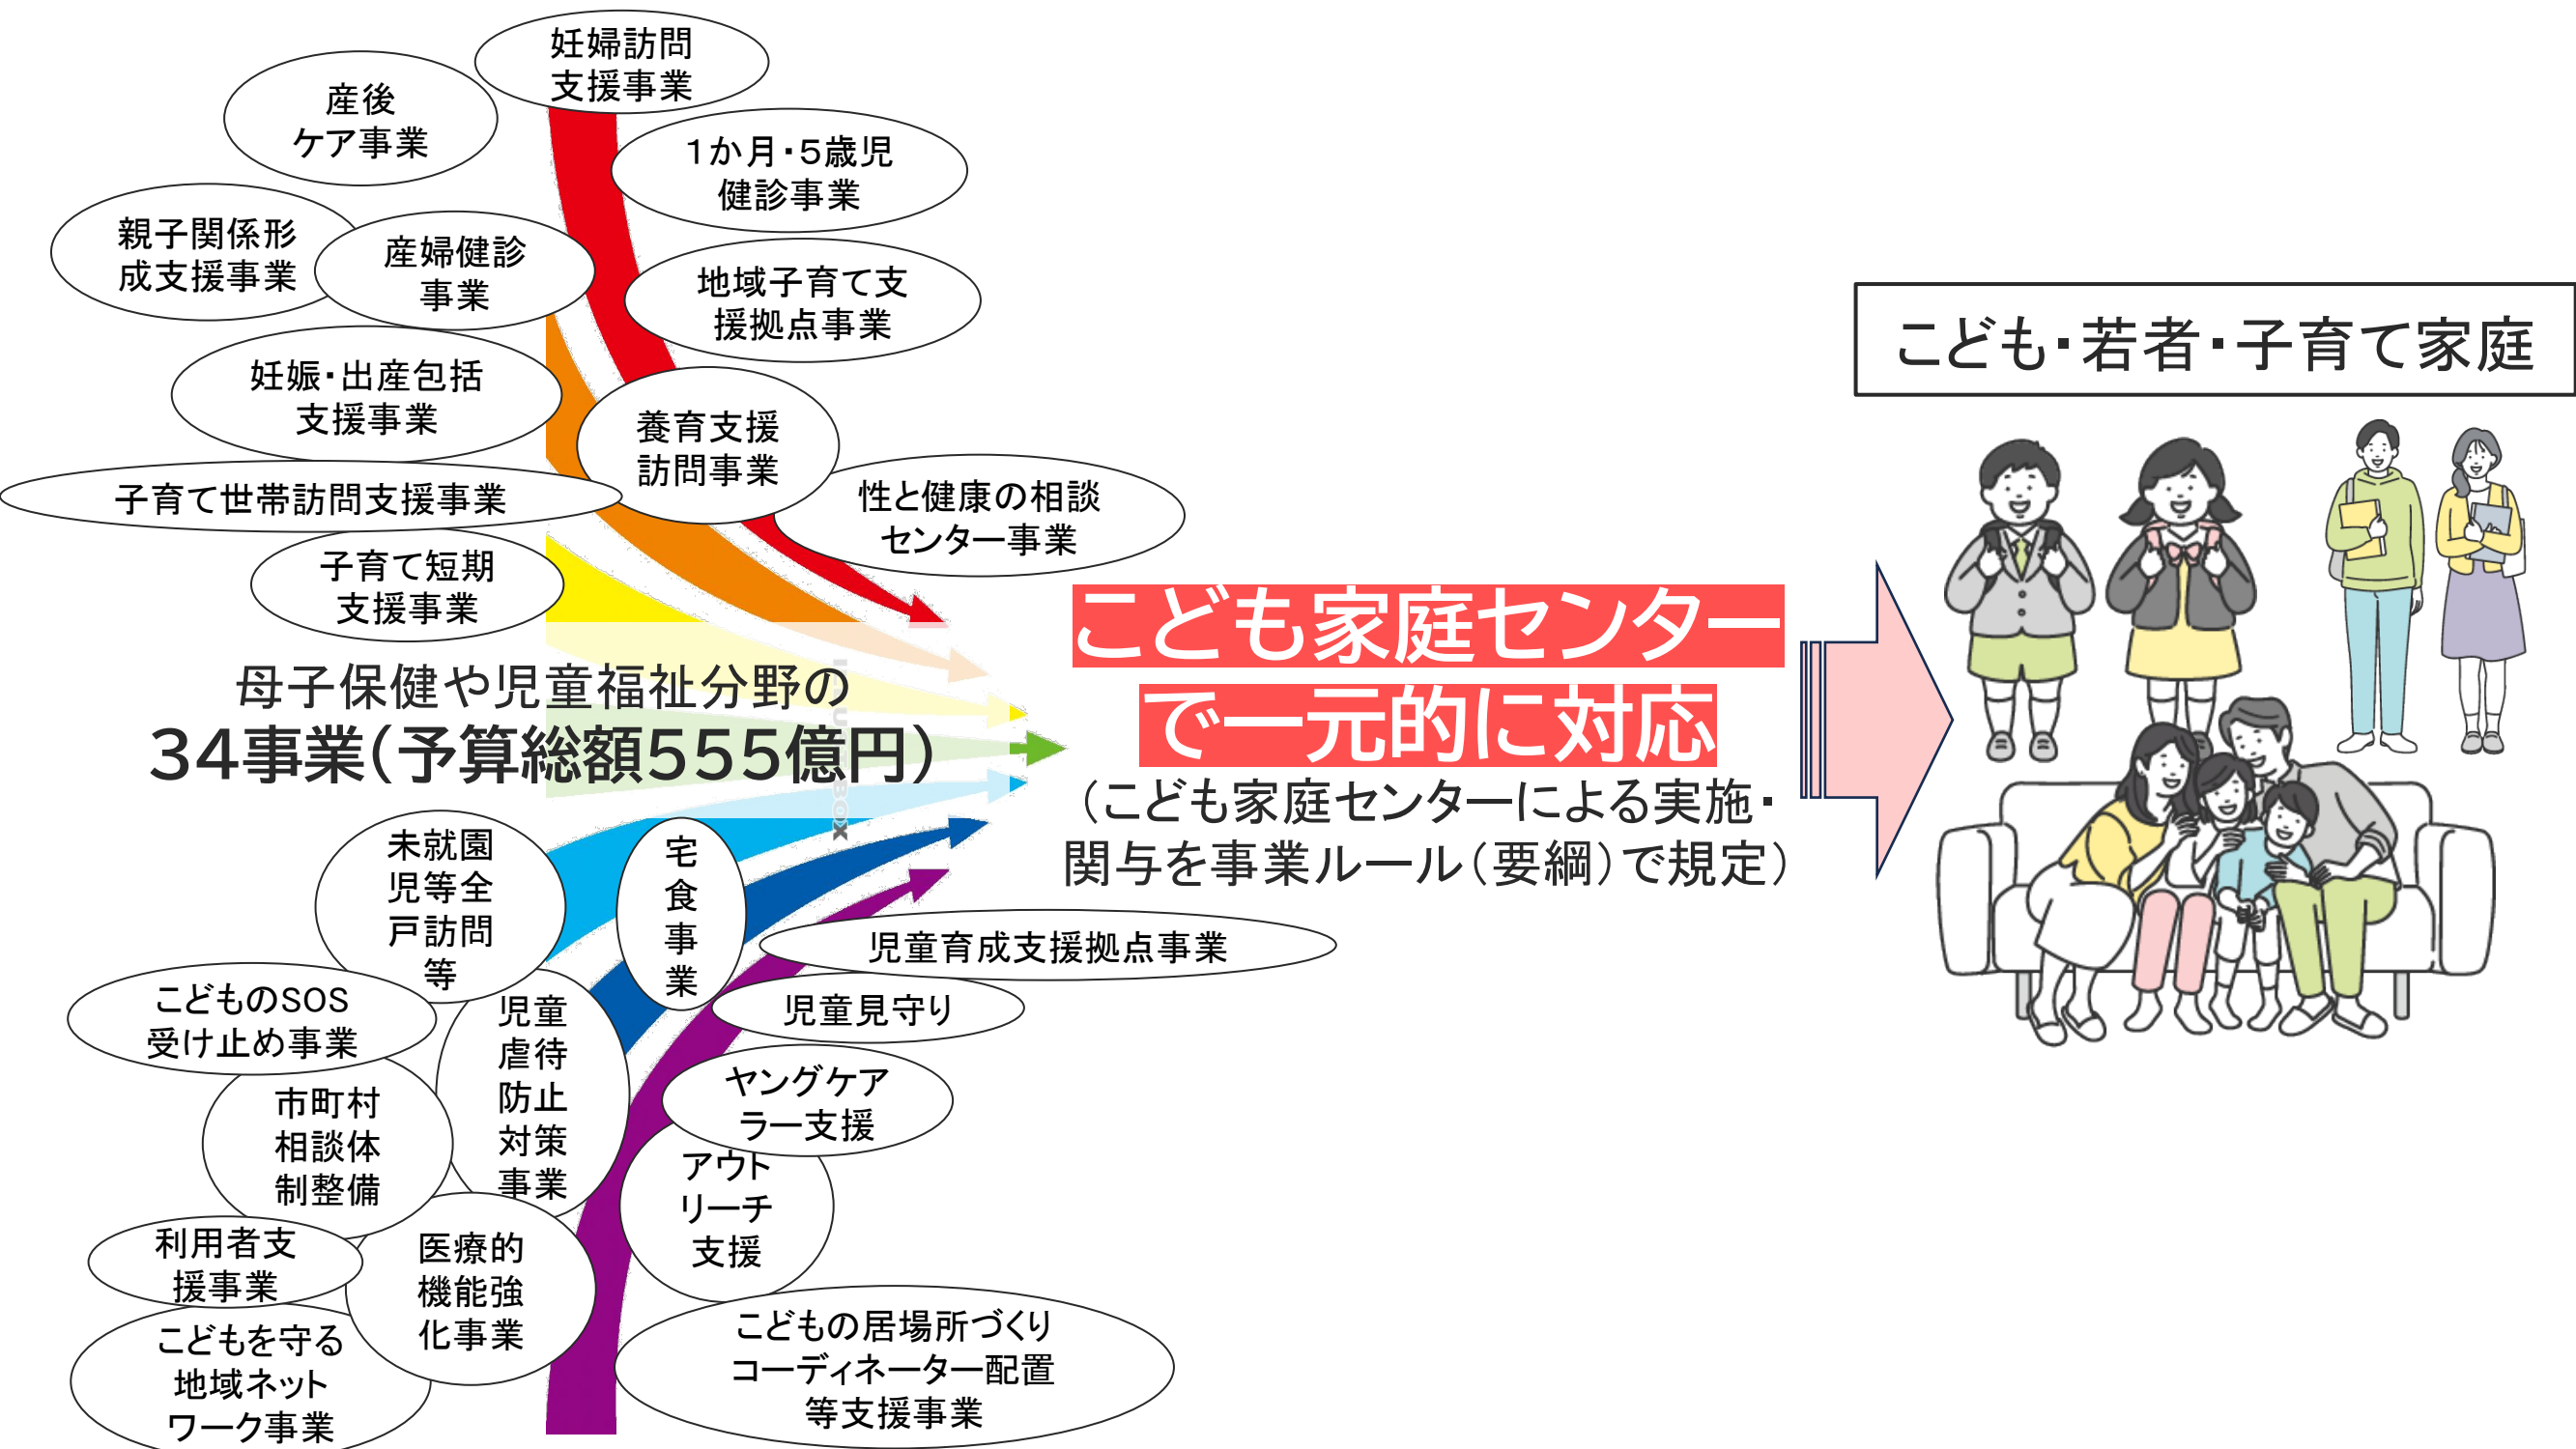 妊婦訪問
支援事業
産後
ケア事業
1か月・5歳児
健診事業
親子関係形
成支援事業
産婦健診
事業
地域子育て支
援拠点事業
妊娠・出産包括
支援事業
養育支援
訪問事業
子育て世帯訪問支援事業
性と健康の相談
センター事業
子育て短期
支援事業
母子保健や児童福祉分野の
34事業(予算総額555億円)
こども家庭センター
で一元的に対応
(こども家庭センターによる実施・
関与を事業ルール(要綱)で規定)
こども・若者・子育て家庭
未就園
児等全
戸訪問
等
宅
食
事
業
児童育成支援拠点事業
こどものSOS
受け止め事業
児童
虐待
防止
対策
事業
児童見守り
市町村
相談体
制整備
ヤングケア
ラー支援
アウト
リーチ
支援
利用者支
援事業
医療的
機能強
化事業
こどもを守る
地域ネット
ワーク事業
こどもの居場所づくり
コーディネーター配置
等支援事業